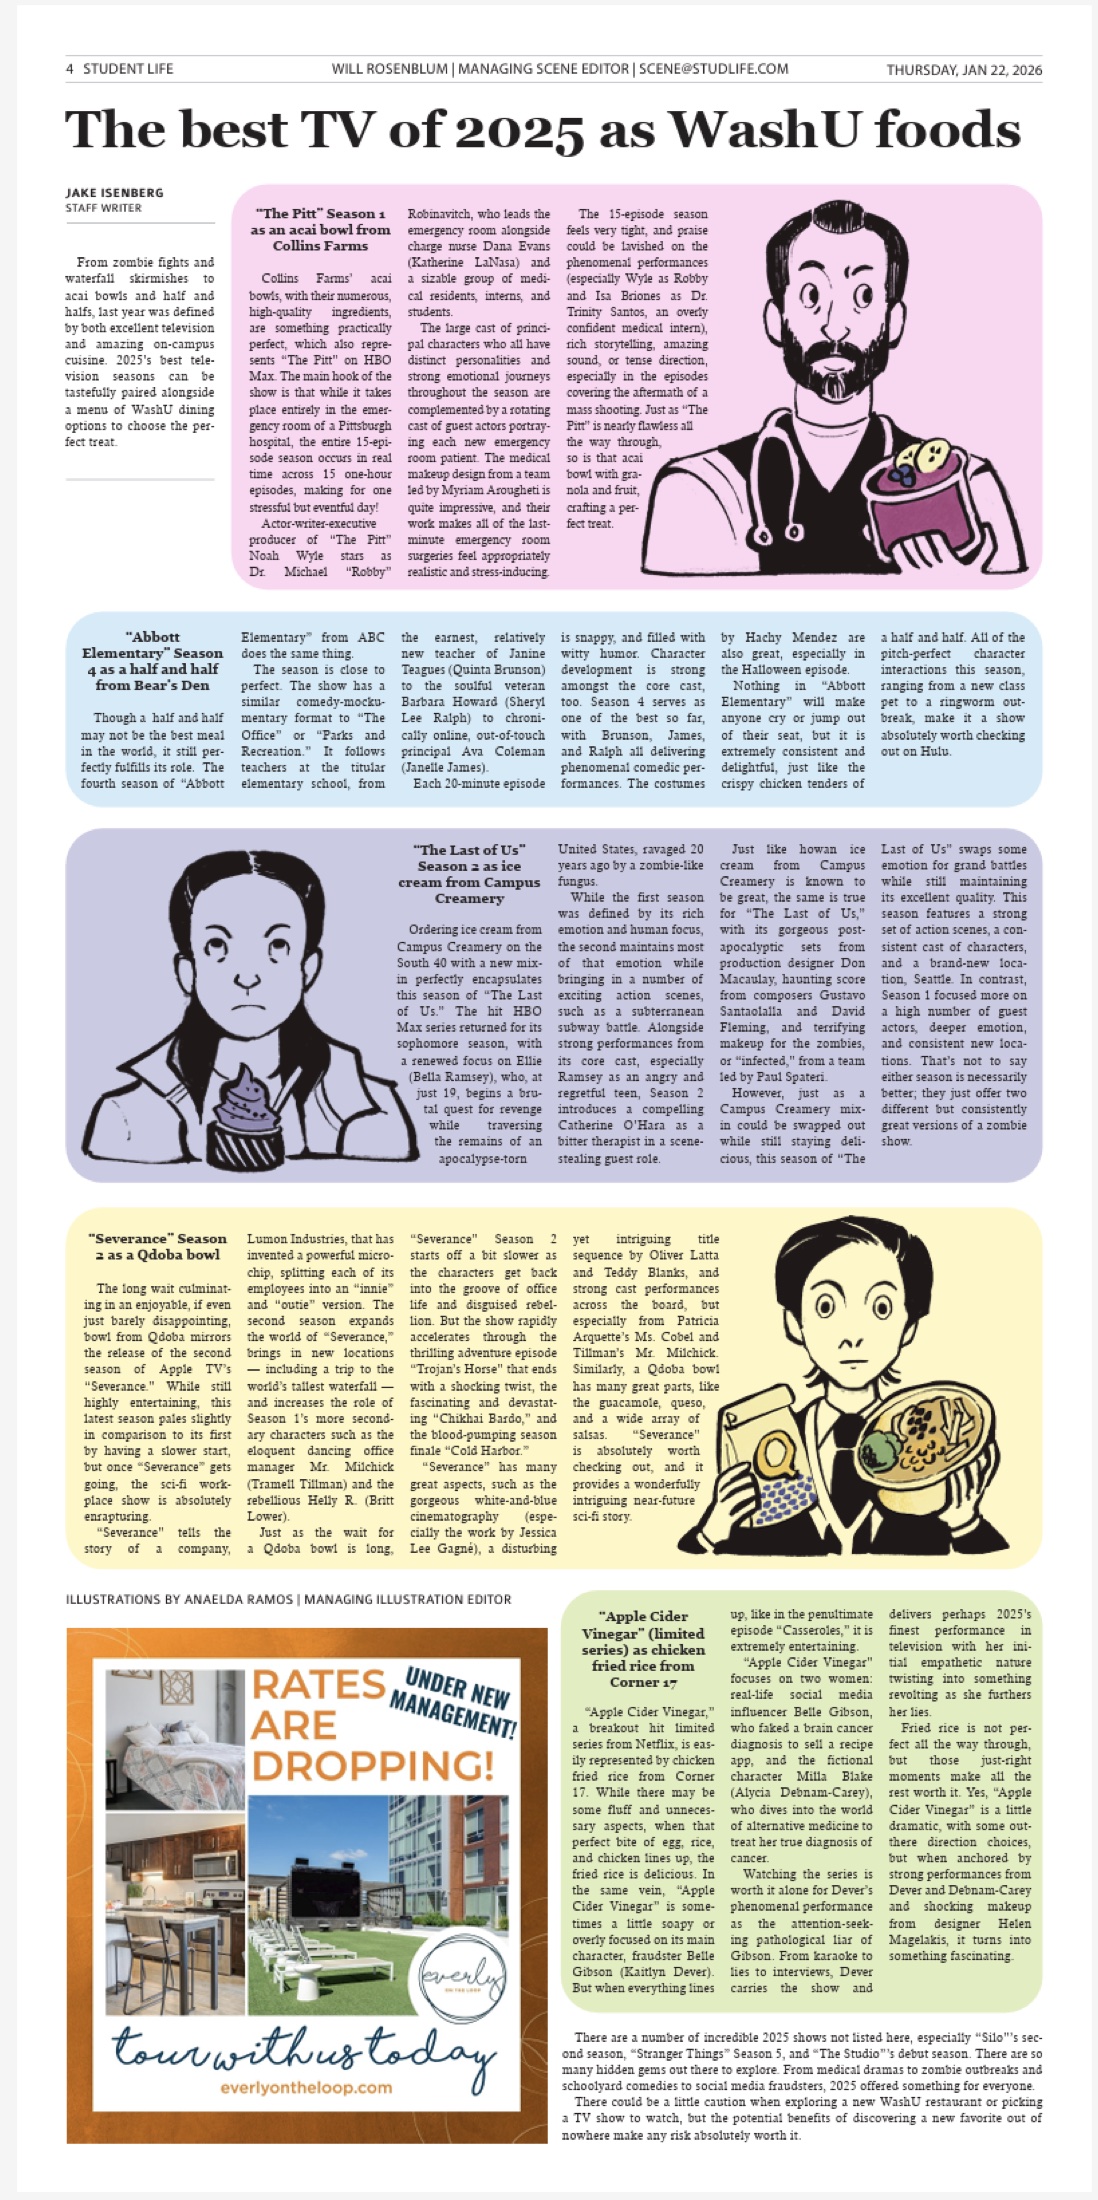 4 STUDENT LIFE
WILL ROSENBLUM | MANAGING SCENE EDITOR | SCENE@STUDLIFE.COM
THURSDAY, JAN 22, 2026
The best TV of 2025 as WashU foods
JAKE ISENBERG
STAFF WRITER
From zombie fights and
waterfall skirmishes to
acai bowls and half and
halfs, last year was defined
by both excellent television
and amazing on-campus
cuisine. 2025's best tele-
vision seasons can be
tastefully paired alongside
a menu of WashU dining
options to choose the per-
fect treat.
"The Pitt" Season 1
as an acai bowl from
Collins Farms
Collins Farms' acai
bowls, with their numerous,
high-quality ingredients,
are something practically
perfect, which also repre-
sents "The Pitt" on HBO
Max. The main hook of the
show is that while it takes
place entirely in the emer-
gency room of a Pittsburgh
hospital, the entire 15-epi-
sode season occurs in real
time across 15 one-hour
episodes, making for one
stressful but eventful day!
Actor-writer-executive
producer of "The Pitt"
Noah Wyle stars as
Dr. Michael "Robby"
Robinavitch, who leads the
emergency room alongside
charge nurse Dana Evans
(Katherine LaNasa) and
a sizable group of medi-
cal residents, interns, and
students.
The large cast of princi-
pal characters who all have
distinct personalities and
strong emotional journeys
throughout the season are
complemented by a rotating
cast of guest actors portray-
ing each new emergency
room patient. The medical
makeup design from a team
led by Myriam Arougheti is
quite impressive, and their
work makes all of the last-
minute emergency room
surgeries feel appropriately
realistic and stress-inducing.
The 15-episode season
feels very tight, and praise
could be lavished on the
phenomenal performances
(especially Wyle as Robby
and Isa Briones as Dr.
Trinity Santos, an overly
confident medical intern),
rich storytelling, amazing
sound, or tense direction,
especially in the episodes
covering the aftermath of a
mass shooting. Just as "The
Pitt" is nearly flawless all
the way through,
so is that acai
bowl with gra-
nola and fruit,
crafting a per-
fect treat.
"Abbott
Elementary" Season
4 as a half and half
from Bear's Den
Though a half and half
may not be the best meal
in the world, it still per-
fectly fulfills its role. The
fourth season of "Abbott
Elementary" from ABC
does the same thing.
The season is close to
perfect. The show has a
similar comedy-mocku-
mentary format to "The
Office" or "Parks and
Recreation." It follows
teachers at the titular
elementary school, from
the earnest, relatively
new teacher of Janine
Teagues (Quinta Brunson)
to the soulful veteran
Barbara Howard (Sheryl
Lee Ralph) to chroni-
cally online, out-of-touch
principal Ava Coleman
(Janelle James).
Each 20-minute episode
is snappy, and filled with
witty humor. Character
development is strong
amongst the core cast,
too. Season 4 serves as
one of the best so far,
with Brunson, James,
and Ralph all delivering
phenomenal comedic per-
formances. The costumes
by Hachy Mendez are
also great, especially in
the Halloween episode.
Nothing in "Abbott
Elementary" will make
anyone cry or jump out
of their seat, but it is
extremely consistent and
delightful, just like the
crispy chicken tenders of
a half and half. All of the
pitch-perfect character
interactions this season,
ranging from a new class
pet to a ringworm out-
break, make it a show
absolutely worth checking
out on Hulu.
"The Last of Us"
Season 2 as ice
cream from Campus
Creamery
Ordering ice cream from
Campus Creamery on the
South 40 with a new mix-
in perfectly encapsulates
this season of "The Last
of Us." The hit HBO
Max series returned for its
sophomore season, with
a renewed focus on Ellie
(Bella Ramsey), who, at
just 19, begins a bru-
tal quest for revenge
while traversing
the remains of an
apocalypse-torn
United States, ravaged 20
years ago by a zombie-like
fungus.
While the first season
was defined by its rich
emotion and human focus,
the second maintains most
of that emotion while
bringing in a number of
exciting action scenes,
such as a subterranean
subway battle. Alongside
strong performances from
its core cast, especially
Ramsey as an angry and
regretful teen, Season 2
introduces a compelling
Catherine O'Hara as a
bitter therapist in a scene-
stealing guest role.
Just like howan ice
cream from Campus
Creamery is known to
be great, the same is true
for "The Last of Us,"
with its gorgeous post-
apocalyptic sets from
production designer Don
Macaulay, haunting score
from composers Gustavo
Santaolalla and David
Fleming, and terrifying
makeup for the zombies,
or "infected," from a team
led by Paul Spateri.
However, just as a
Campus Creamery mix-
in could be swapped out
while still staying deli-
cious, this season of "The
Last of Us" swaps some
emotion for grand battles
while still maintaining
its excellent quality. This
season features a strong
set of action scenes, a con-
sistent cast of characters,
and a brand-new loca-
tion, Seattle. In contrast,
Season 1 focused more on
a high number of guest
actors, deeper emotion,
and consistent new loca-
tions. That's not to say
either season is necessarily
better; they just offer two
different but consistently
great versions of a zombie
show.
"Severance" Season
2 as a Qdoba bowl
The long wait culminat-
ing in an enjoyable, if even
just barely disappointing,
bowl from Qdoba mirrors
the release of the second
season of Apple TV's
"Severance." While still
highly entertaining, this
latest season pales slightly
in comparison to its first
by having a slower start,
but once "Severance" gets
going, the sci-fi work-
place show is absolutely
enrapturing.
"Severance" tells the
story of a company,
Lumon Industries, that has
invented a powerful micro-
chip, splitting each of its
employees into an "innie"
and "outie" version. The
second season expands
the world of "Severance,"
brings in new locations
— including a trip to the
world's tallest waterfall —
and increases the role of
Season 1's more second-
ary characters such as the
eloquent dancing office
manager Mr. Milchick
(Tramell Tillman) and the
rebellious Helly R. (Britt
Lower).
Just as the wait for
a Qdoba bowl is long,
"Severance" Season 2
starts off a bit slower as
the characters get back
into the groove of office
life and disguised rebel-
lion. But the show rapidly
accelerates through the
thrilling adventure episode
"Trojan's Horse" that ends
with a shocking twist, the
fascinating and devastat-
ing "Chikhai Bardo," and
the blood-pumping season
finale "Cold Harbor."
"Severance" has many
great aspects, such as the
gorgeous white-and-blue
cinematography (espe-
cially the work by Jessica
Lee Gagné), a disturbing
yet intriguing title
sequence by Oliver Latta
and Teddy Blanks, and
strong cast performances
across the board, but
especially from Patricia
Arquette's Ms. Cobel and
Tillman's Mr. Milchick.
Similarly, a Qdoba bowl
has many great parts, like
the guacamole, queso,
and a wide array of
salsas. "Severance"
is absolutely worth
checking out, and it
provides a wonderfully
intriguing near-future
sci-fi story.
Q
ILLUSTRATIONS BY ANAELDA RAMOS | MANAGING ILLUSTRATION EDITOR
RATES
ARE
DROPPING!
UNDER NEW
MANAGEMENT!
everly
ON THE LOOP
tour with us today
everlyontheloop.com
"Apple Cider
Vinegar" (limited
series) as chicken
fried rice from
Corner 17
"Apple Cider Vinegar,"
a breakout hit limited
series from Netflix, is eas-
ily represented by chicken
fried rice from Corner
17. While there may be
some fluff and unneces-
sary aspects, when that
perfect bite of egg, rice,
and chicken lines up, the
fried rice is delicious. In
the same vein, "Apple
Cider Vinegar" is some-
times a little soapy or
overly focused on its main
character, fraudster Belle
Gibson (Kaitlyn Dever).
But when everything lines
up, like in the penultimate
episode "Casseroles," it is
extremely entertaining.
"Apple Cider Vinegar"
focuses on two women:
real-life social media
influencer Belle Gibson,
who faked a brain cancer
diagnosis to sell a recipe
app, and the fictional
character Milla Blake
(Alycia Debnam-Carey),
who dives into the world
of alternative medicine to
treat her true diagnosis of
cancer.
Watching the series is
worth it alone for Dever's
phenomenal performance
as the attention-seek-
ing pathological liar of
Gibson. From karaoke to
lies to interviews, Dever
carries the show and
delivers perhaps 2025's
finest performance in
television with her ini-
tial empathetic nature
twisting into something
revolting as she furthers
her lies.
Fried rice is not per-
fect all the way through,
but those just-right
moments make all the
rest worth it. Yes, "Apple
Cider Vinegar" is a little
dramatic, with some out-
there direction choices,
but when anchored by
strong performances from
Dever and Debnam-Carey
and shocking makeup
from designer Helen
Magelakis, it turns into
something fascinating.
There are a number of incredible 2025 shows not listed here, especially "Silo"'s sec-
ond season, "Stranger Things" Season 5, and "The Studio"'s debut season. There are so
many hidden gems out there to explore. From medical dramas to zombie outbreaks and
schoolyard comedies to social media fraudsters, 2025 offered something for everyone.
There could be a little caution when exploring a new WashU restaurant or picking
a TV show to watch, but the potential benefits of discovering a new favorite out of
nowhere make any risk absolutely worth it.